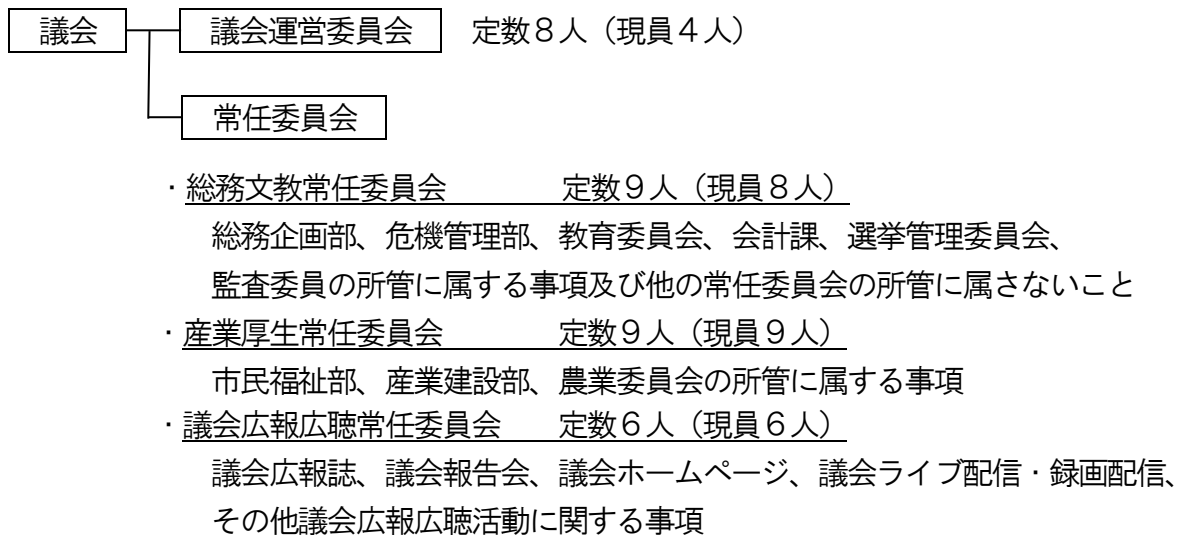 議会 議会運営委員会 定数８人（現員４人）
常任委員会
・総務文教常任委員会 定数９人（現員８人）
総務企画部、危機管理部、教育委員会、会計課、選挙管理委員会、
監査委員の所管に属する事項及び他の常任委員会の所管に属さないこと
・産業厚生常任委員会 定数９人（現員９人）
市民福祉部、産業建設部、農業委員会の所管に属する事項
・議会広報広聴常任委員会 定数６人（現員６人）
議会広報誌、議会報告会、議会ホームページ、議会ライブ配信・録画配信、
その他議会広報広聴活動に関する事項